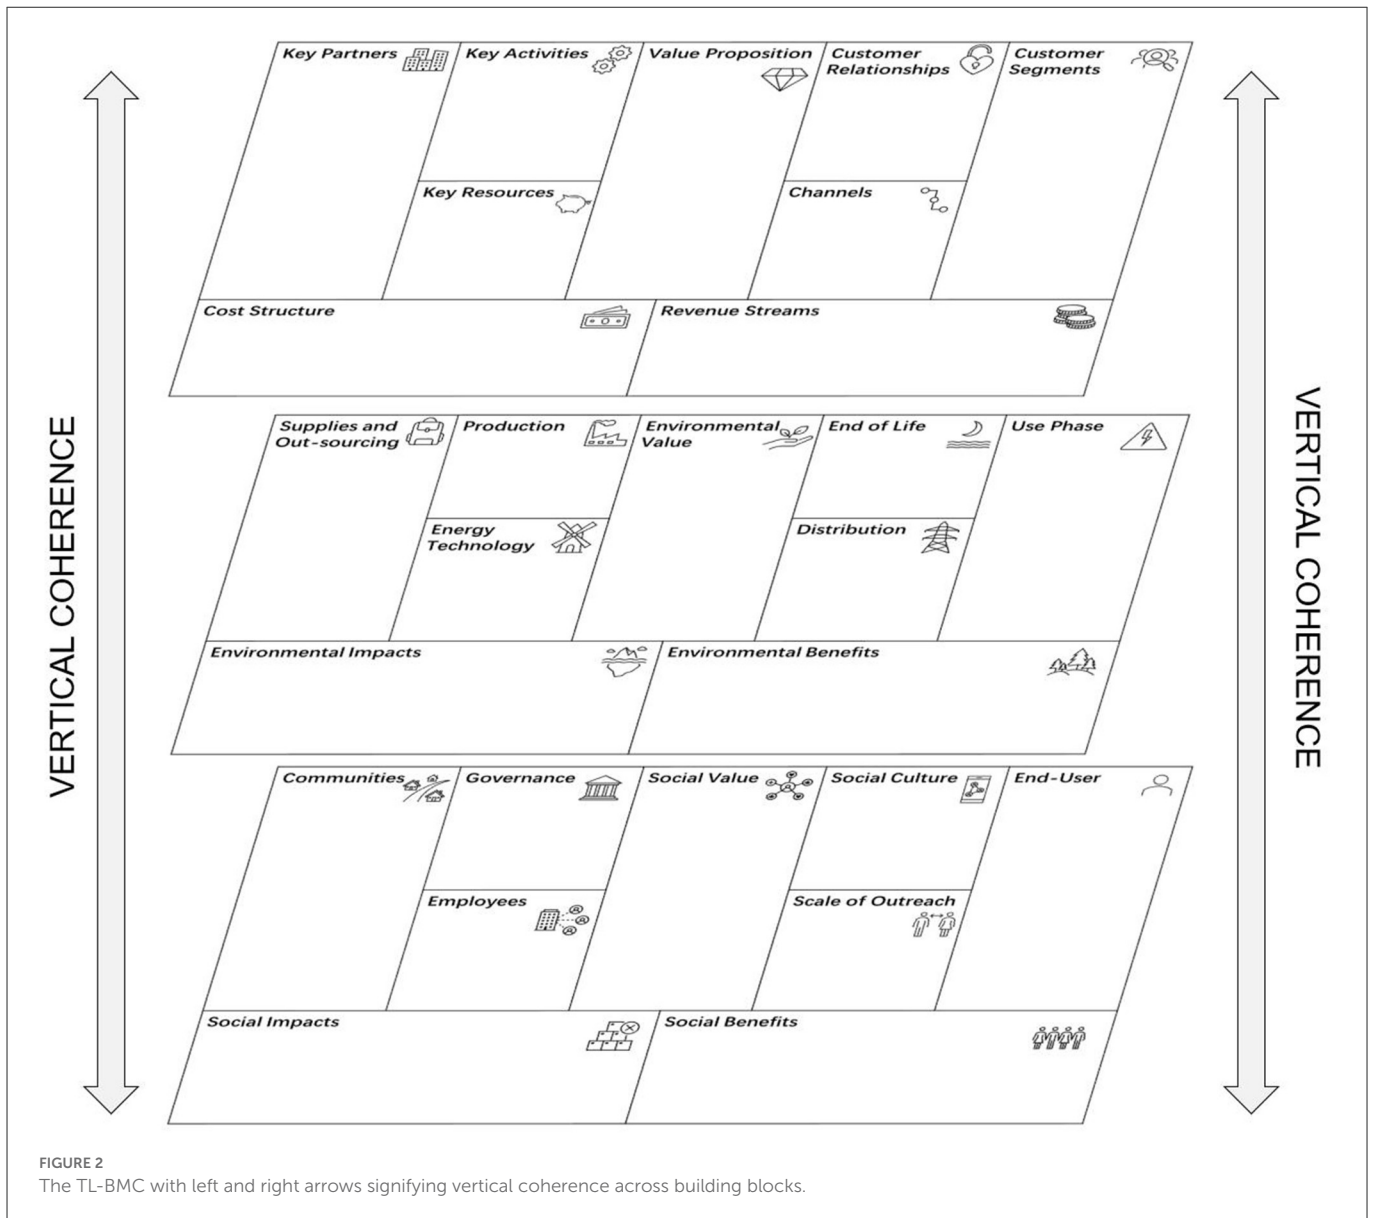 Key Partners
Key Activities
Value Proposition
Customer
Relationships
Customer
Segments
Key Resources
Channels
Cost Structure
Revenue Streams
VERTICAL COHERENCE
VERTICAL COHERENCE
Supplies and
Out-sourcing
Production
Environmental
Value
End of Life
Use Phase
Energy
Technology
Distribution
Environmental Impacts
Environmental Benefits
Communities
Governance
Social Value
Social Culture
End-User
Employees
Scale of Outreach
Social Impacts
Social Benefits
FIGURE 2
The TL-BMC with left and right arrows signifying vertical coherence across building blocks.